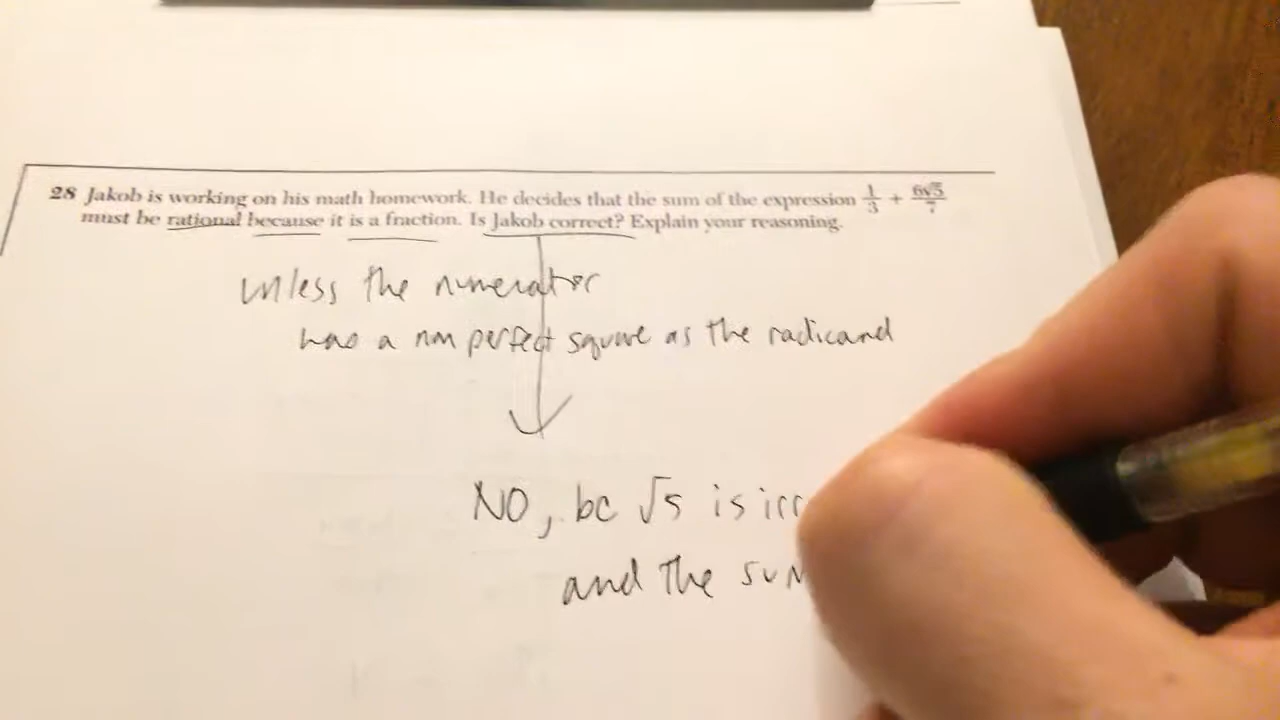 28 Jakob is working on his math homework. He decides that the sum of the expression 1/3 + 6√5/7
must be rational because it is a fraction. Is Jakob correct? Explain your reasoning.
unless the numerator
has a non perfect square as the radicand
NO, bc √5 is irr
and the sum